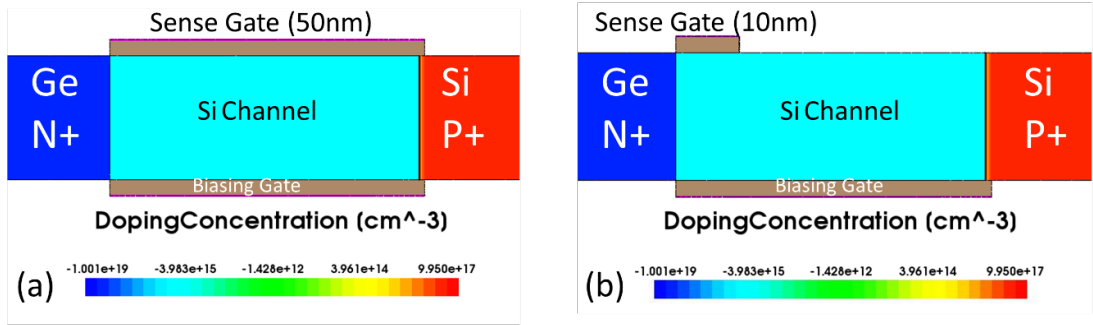 Sense Gate (50nm)
Ge
N+
Si Channel
Si
P+
Biasing Gate
DopingConcentration (cm^-3)
-1.001e+19 -3.983e+15 -1.428e+12 3.961e+14 9.950e+17
(a)
Sense Gate (10nm)
Ge
N+
Si Channel
Si
P+
Biasing Gate
DopingConcentration (cm^-3)
-1.001e+19 -3.983e+15 -1.428e+12 3.961e+14 9.950e+17
(b)